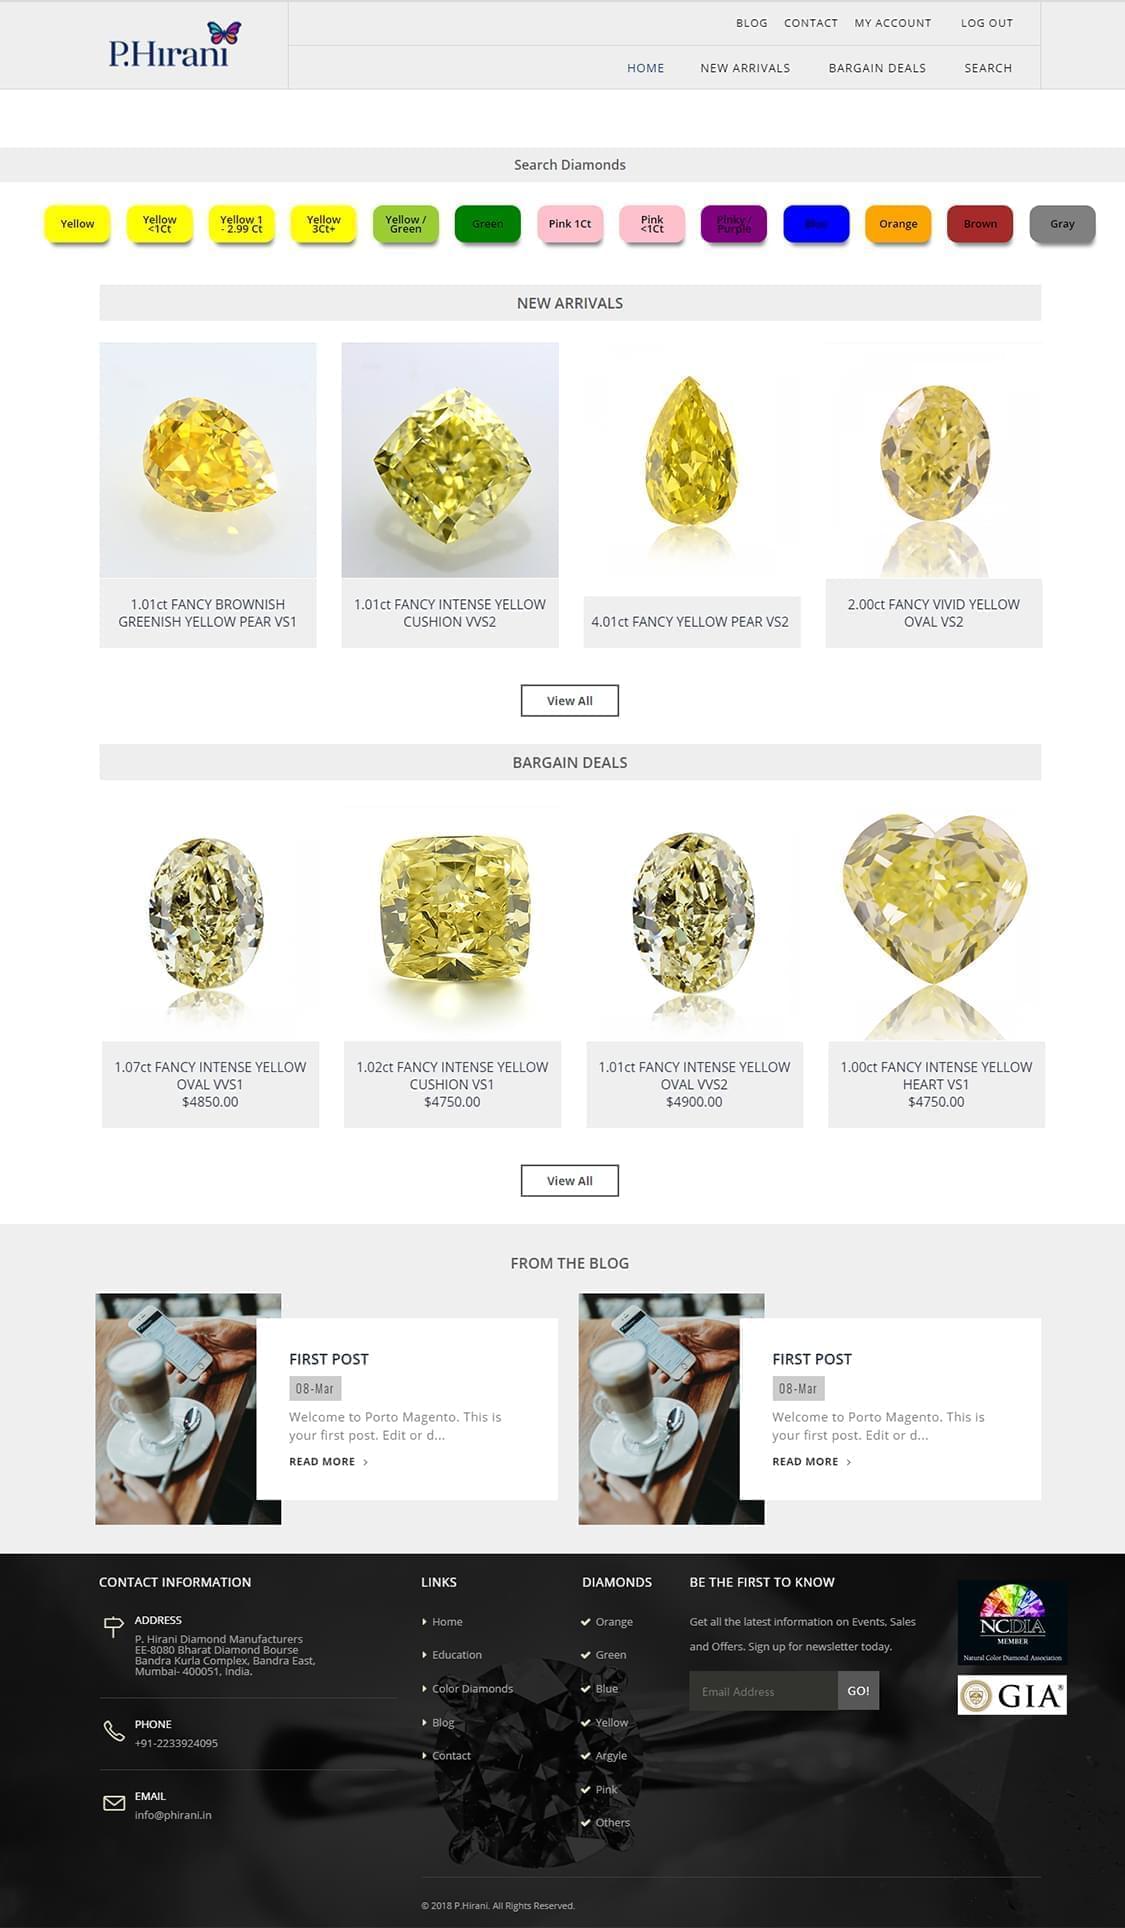 P.Hirani
BLOG CONTACT MY ACCOUNT LOG OUT
HOME NEW ARRIVALS BARGAIN DEALS SEARCH
Search Diamonds
Yellow
Yellow
<1Ct
Yellow 1
- 2.99 Ct
Yellow
3Ct+
Yellow /
Green
Green
Pink 1Ct
Pink
<1Ct
Pinky /
Purple
Blue
Orange
Brown
Gray
NEW ARRIVALS
1.01ct FANCY BROWNISH
GREENISH YELLOW PEAR VS1
1.01ct FANCY INTENSE YELLOW
CUSHION VVS2
4.01ct FANCY YELLOW PEAR VS2
2.00ct FANCY VIVID YELLOW
OVAL VS2
View All
BARGAIN DEALS
1.07ct FANCY INTENSE YELLOW
OVAL VVS1
$4850.00
1.02ct FANCY INTENSE YELLOW
CUSHION VS1
$4750.00
1.01ct FANCY INTENSE YELLOW
OVAL VVS2
$4900.00
1.00ct FANCY INTENSE YELLOW
HEART VS1
$4750.00
View All
FROM THE BLOG
FIRST POST
08-Mar
Welcome to Porto Magento. This is
your first post. Edit or d...
READ MORE
FIRST POST
08-Mar
Welcome to Porto Magento. This is
your first post. Edit or d...
READ MORE
CONTACT INFORMATION
ADDRESS
P. Hirani Diamond Manufacturers
EE-8080 Bharat Diamond Bourse
Bandra Kurla Complex, Bandra East,
Mumbai- 400051, India.
PHONE
+91-2233924095
EMAIL
info@phirani.in
LINKS
Home
Education
Color Diamonds
Blog
Contact
DIAMONDS
Orange
Green
Blue
Yellow
Argyle
Pink
Others
BE THE FIRST TO KNOW
Get all the latest information on Events, Sales
and Offers. Sign up for newsletter today.
Email Address GO!
NCDIA
MEMBER
Natural Color Diamond Association
GIA®
© 2018 P.Hirani. All Rights Reserved.